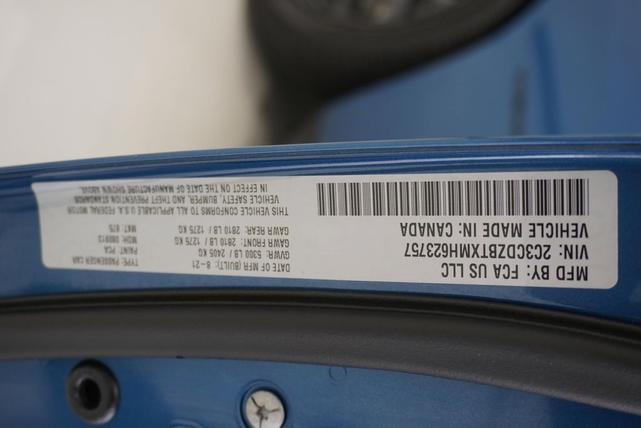 MFD BY: FCA US LLC
VIN: 2C3CDZBTXMH623757
VEHICLE MADE IN: CANADA
DATE OF MFR (BUILT): 8-21
GVWR: 5300 LB / 2405 KG
GAWR FRONT: 2810 LB / 1275 KG
GAWR REAR: 2810 LB / 1275 KG
TYPE: PASSENGER CAR
PAINT: PCA
MDH: 080913
MKT: 875
THIS VEHICLE CONFORMS TO ALL APPLICABLE U.S.A. FEDERAL MOTOR
VEHICLE SAFETY, BUMPER, AND THEFT PREVENTION STANDARDS
IN EFFECT ON THE DATE OF MANUFACTURE SHOWN ABOVE.